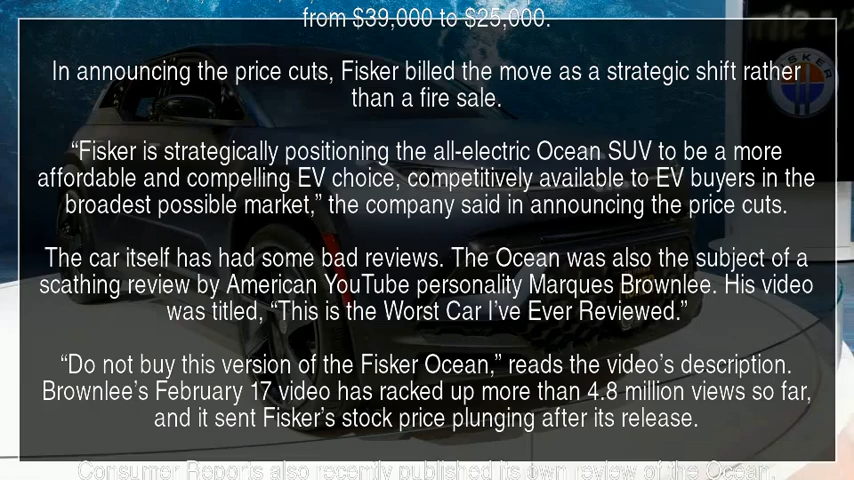 from $39,000 to $25,000.
In announcing the price cuts, Fisker billed the move as a strategic shift rather
than a fire sale.
“Fisker is strategically positioning the all-electric Ocean SUV to be a more
affordable and compelling EV choice, competitively available to EV buyers in the
broadest possible market,” the company said in announcing the price cuts.
The car itself has had some bad reviews. The Ocean was also the subject of a
scathing review by American YouTube personality Marques Brownlee. His video
was titled, “This is the Worst Car I’ve Ever Reviewed.”
“Do not buy this version of the Fisker Ocean,” reads the video’s description.
Brownlee’s February 17 video has racked up more than 4.8 million views so far,
and it sent Fisker’s stock price plunging after its release.
Consumer Reports also recently published its own review of the Ocean,